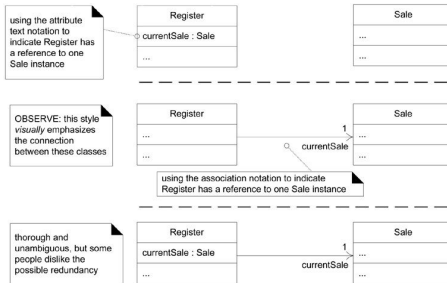 using the attribute
text notation to
indicate Register has
a reference to one
Sale instance
Register
currentSale : Sale
...
Sale
...
...
OBSERVE: this style
visually emphasizes
the connection
between these classes
Register
...
...
1
currentSale
Sale
...
...
using the association notation to indicate
Register has a reference to one Sale instance
thorough and
unambiguous, but some
people dislike the
possible redundancy
Register
currentSale : Sale
...
1
currentSale
Sale
...
...